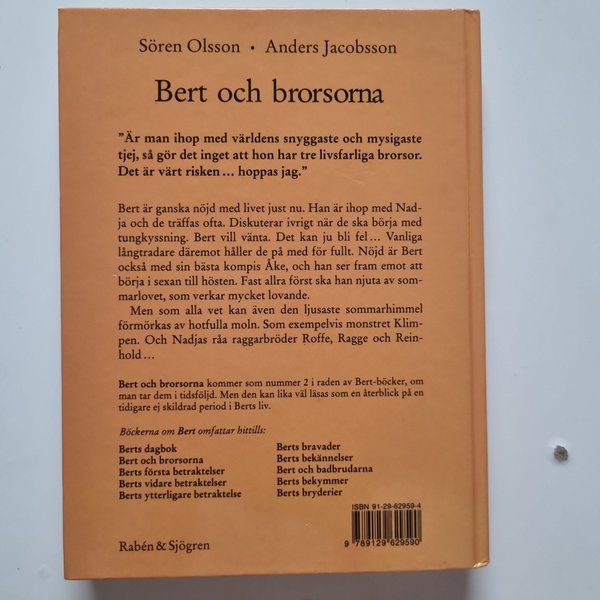 Sören Olsson • Anders Jacobsson
Bert och brorsorna
”Är man ihop med världens snyggaste och mysigaste
tjej, så gör det inget att hon har tre livsfarliga brorsor.
Det är värt risken … hoppas jag.”
Bert är ganska nöjd med livet just nu. Han är ihop med Nad-
ja och de träffas ofta. Diskuterar ivrigt när de ska börja med
tungkyssning. Bert vill vänta. Det kan ju bli fel … Vanliga
långtradare däremot håller de på med för fullt. Nöjd är Bert
också med sin bästa kompis Åke, och han ser fram emot att
börja i sexan till hösten. Fast allra först ska han njuta av som-
marlovet, som verkar mycket lovande.
Men som alla vet kan även den ljusaste sommarhimmel
förmörkas av hotfulla moln. Som exempelvis monstret Klim-
pen. Och Nadjas råa raggarbröder Roffe, Ragge och Rein-
hold …
Bert och brorsorna kommer som nummer 2 i raden av Bert-böcker, om
man tar dem i tidsföljd. Men den kan lika väl läsas som en återblick på en
tidigare ej skildrad period i Berts liv.
Böckerna om Bert omfattar hittills:
Berts dagbok
Bert och brorsorna
Berts första betraktelser
Berts vidare betraktelser
Berts ytterligare betraktelse
Berts bravader
Berts bekännelser
Bert och badbrudarna
Berts bekymmer
Berts bryderier
ISBN 91-29-62959-4
9 789129 629590
Rabén & Sjögren